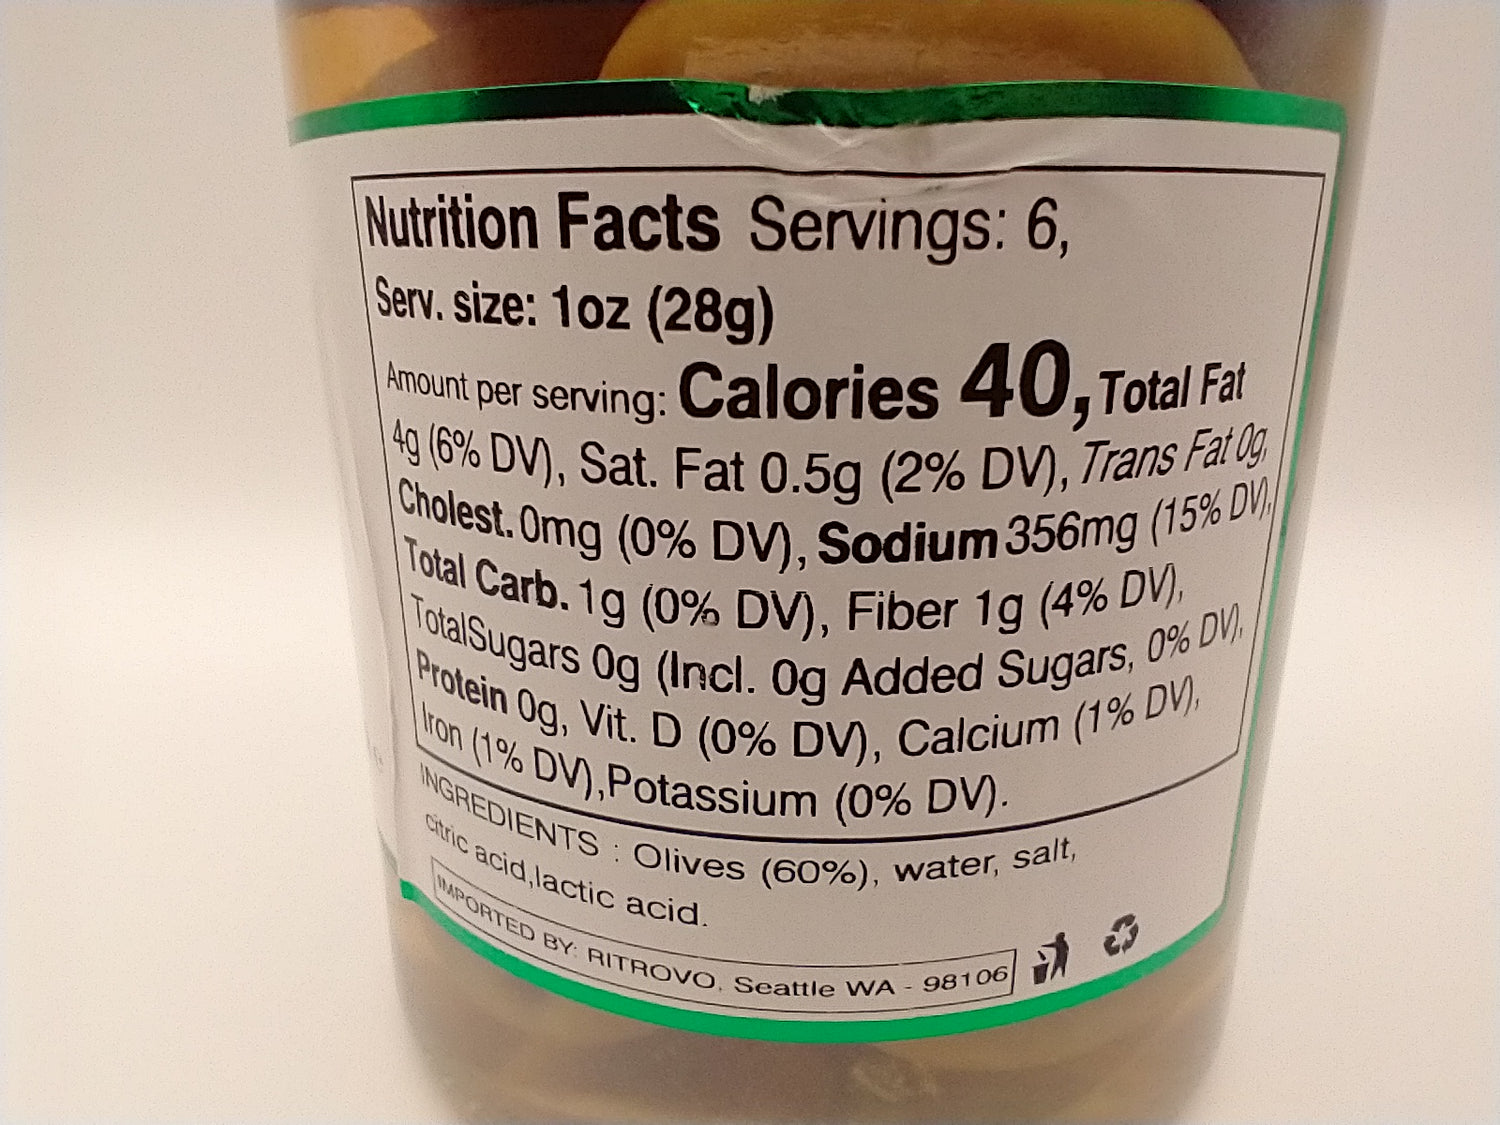 Nutrition Facts Servings: 6,
Serv. size: 1oz (28g)
Amount per serving: Calories 40, Total Fat
4g (6% DV), Sat. Fat 0.5g (2% DV), Trans Fat 0g,
Cholest. 0mg (0% DV), Sodium 356mg (15% DV),
Total Carb. 1g (0% DV), Fiber 1g (4% DV),
TotalSugars 0g (Incl. 0g Added Sugars, 0% DV),
Protein 0g, Vit. D (0% DV), Calcium (1% DV),
Iron (1% DV),Potassium (0% DV).
INGREDIENTS : Olives (60%), water, salt,
citric acid,lactic acid.
IMPORTED BY: RITROVO, Seattle WA - 98106